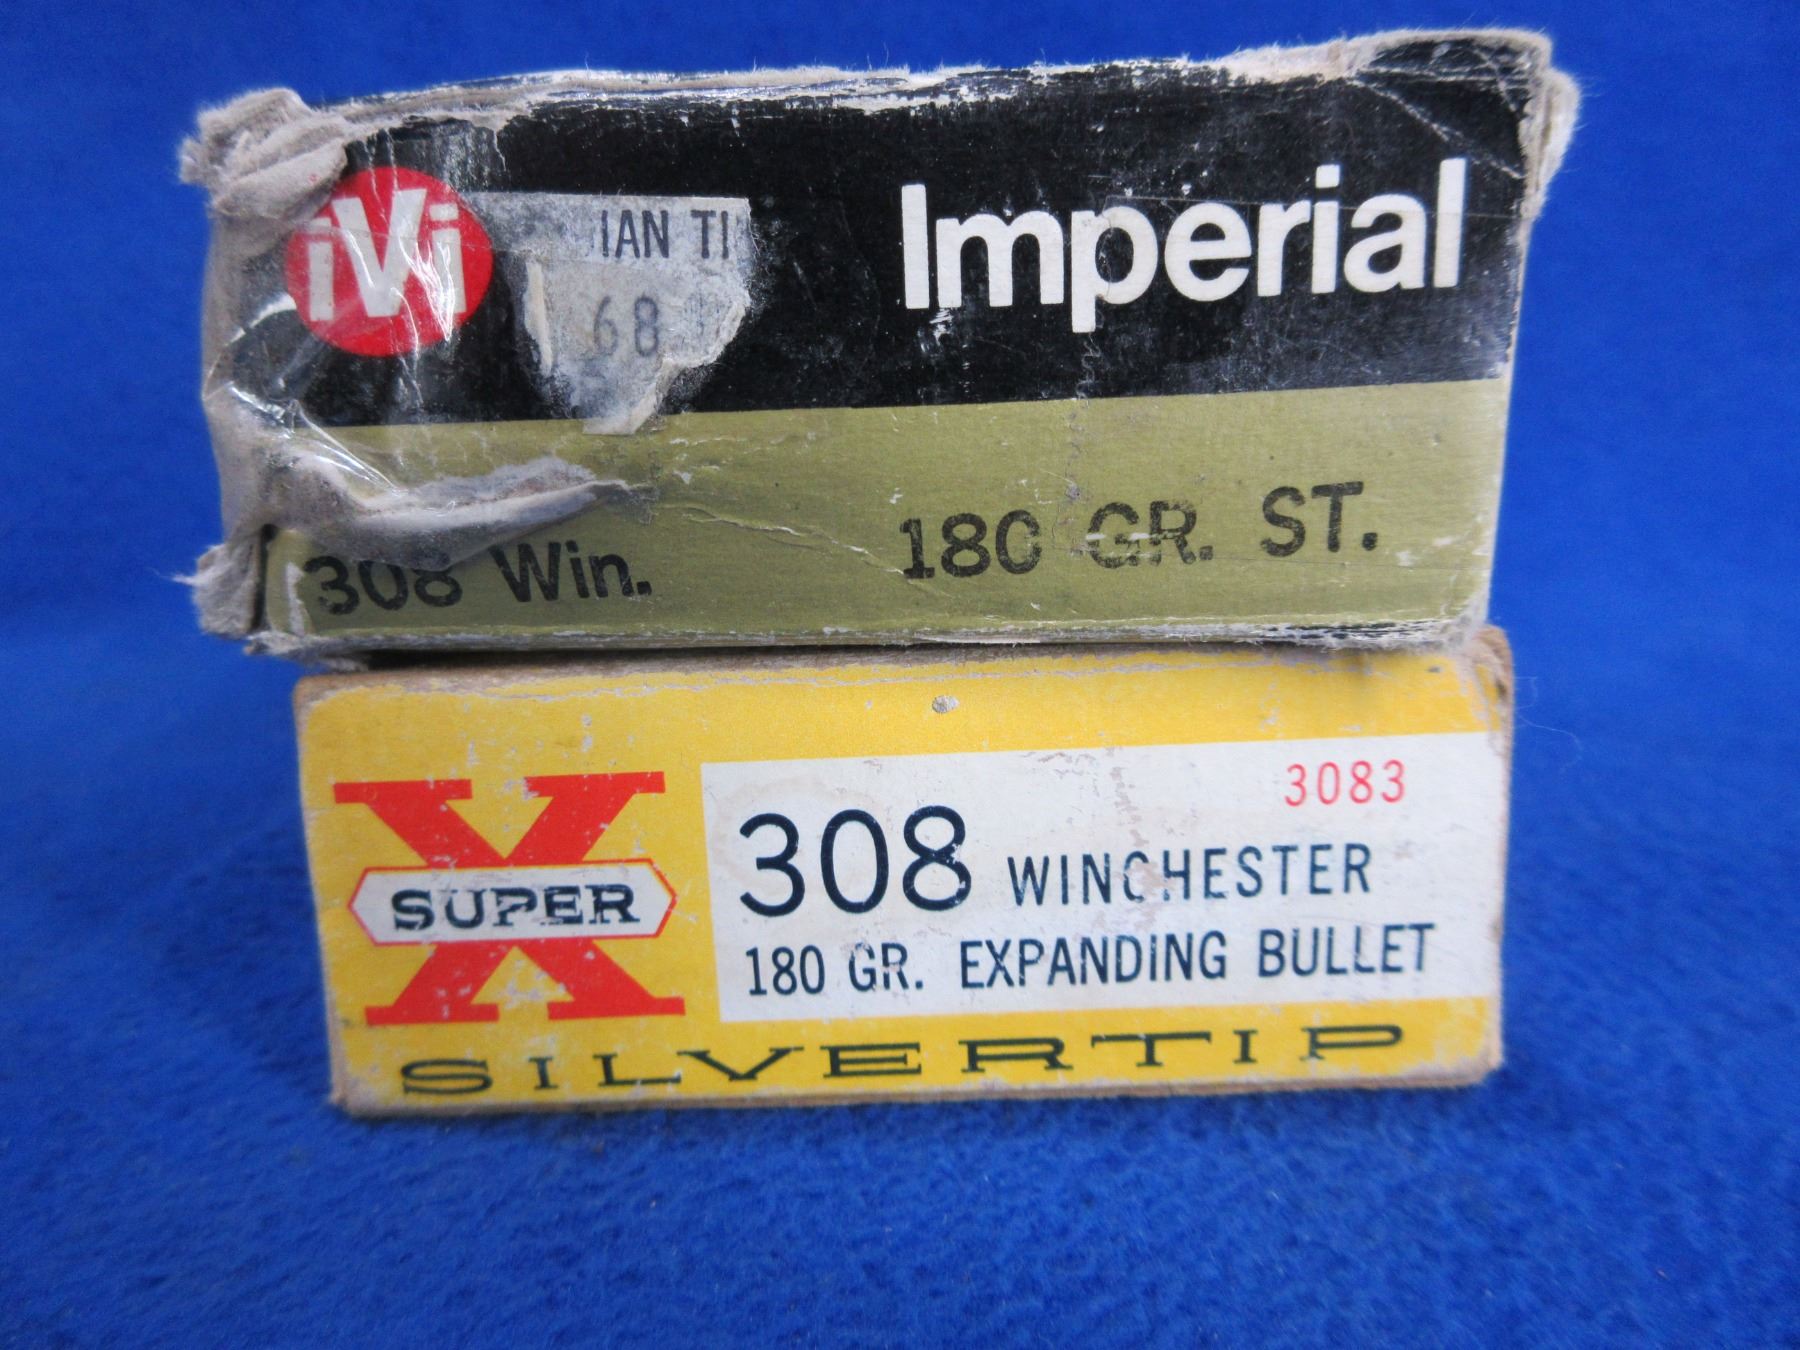 iVi
IAN TI
68
Imperial
308 Win.
180 GR. ST.
X
SUPER
3083
308 WINCHESTER
180 GR. EXPANDING BULLET
SILVERTIP